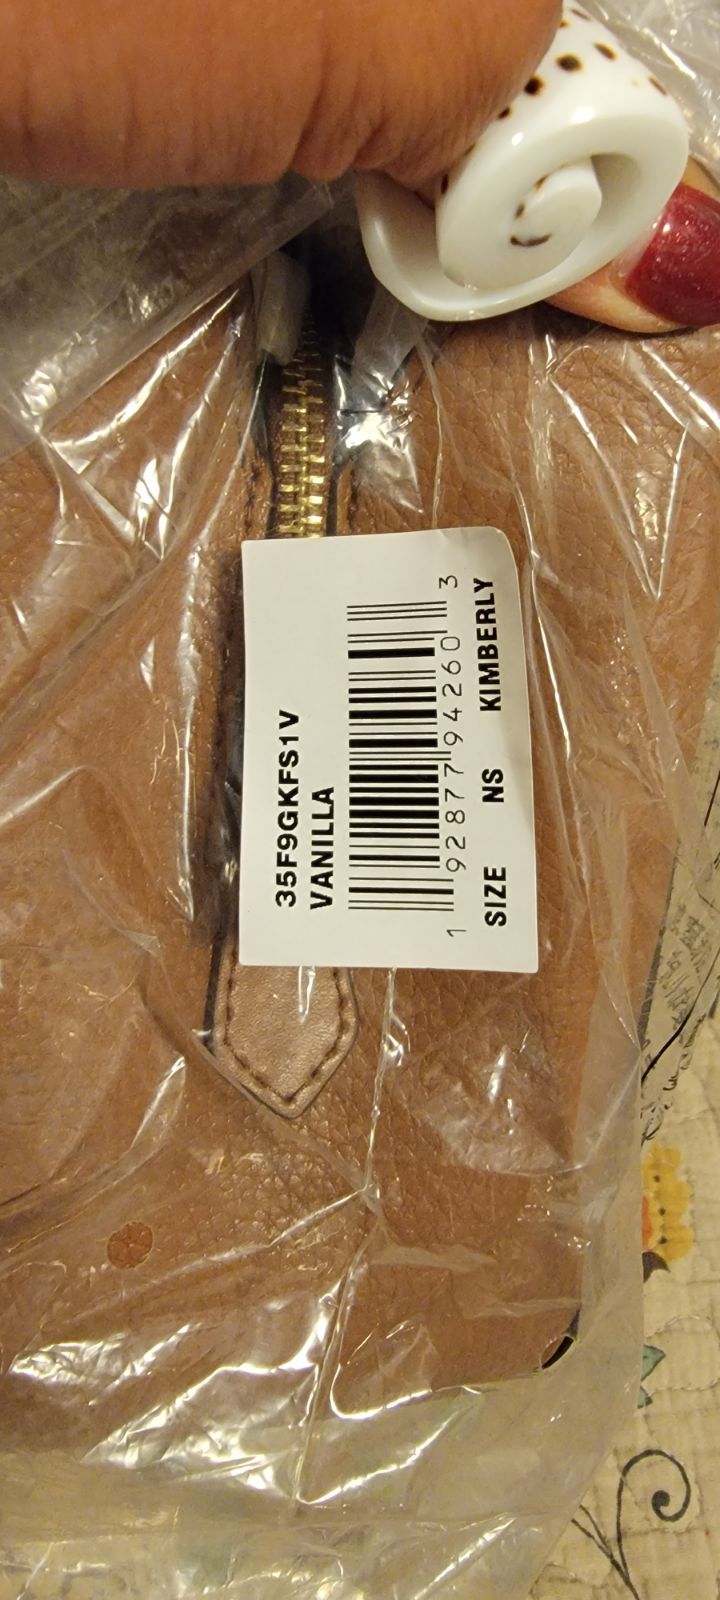 35F9GKFS1V
VANILLA
1 92877 94260 3
SIZE NS KIMBERLY